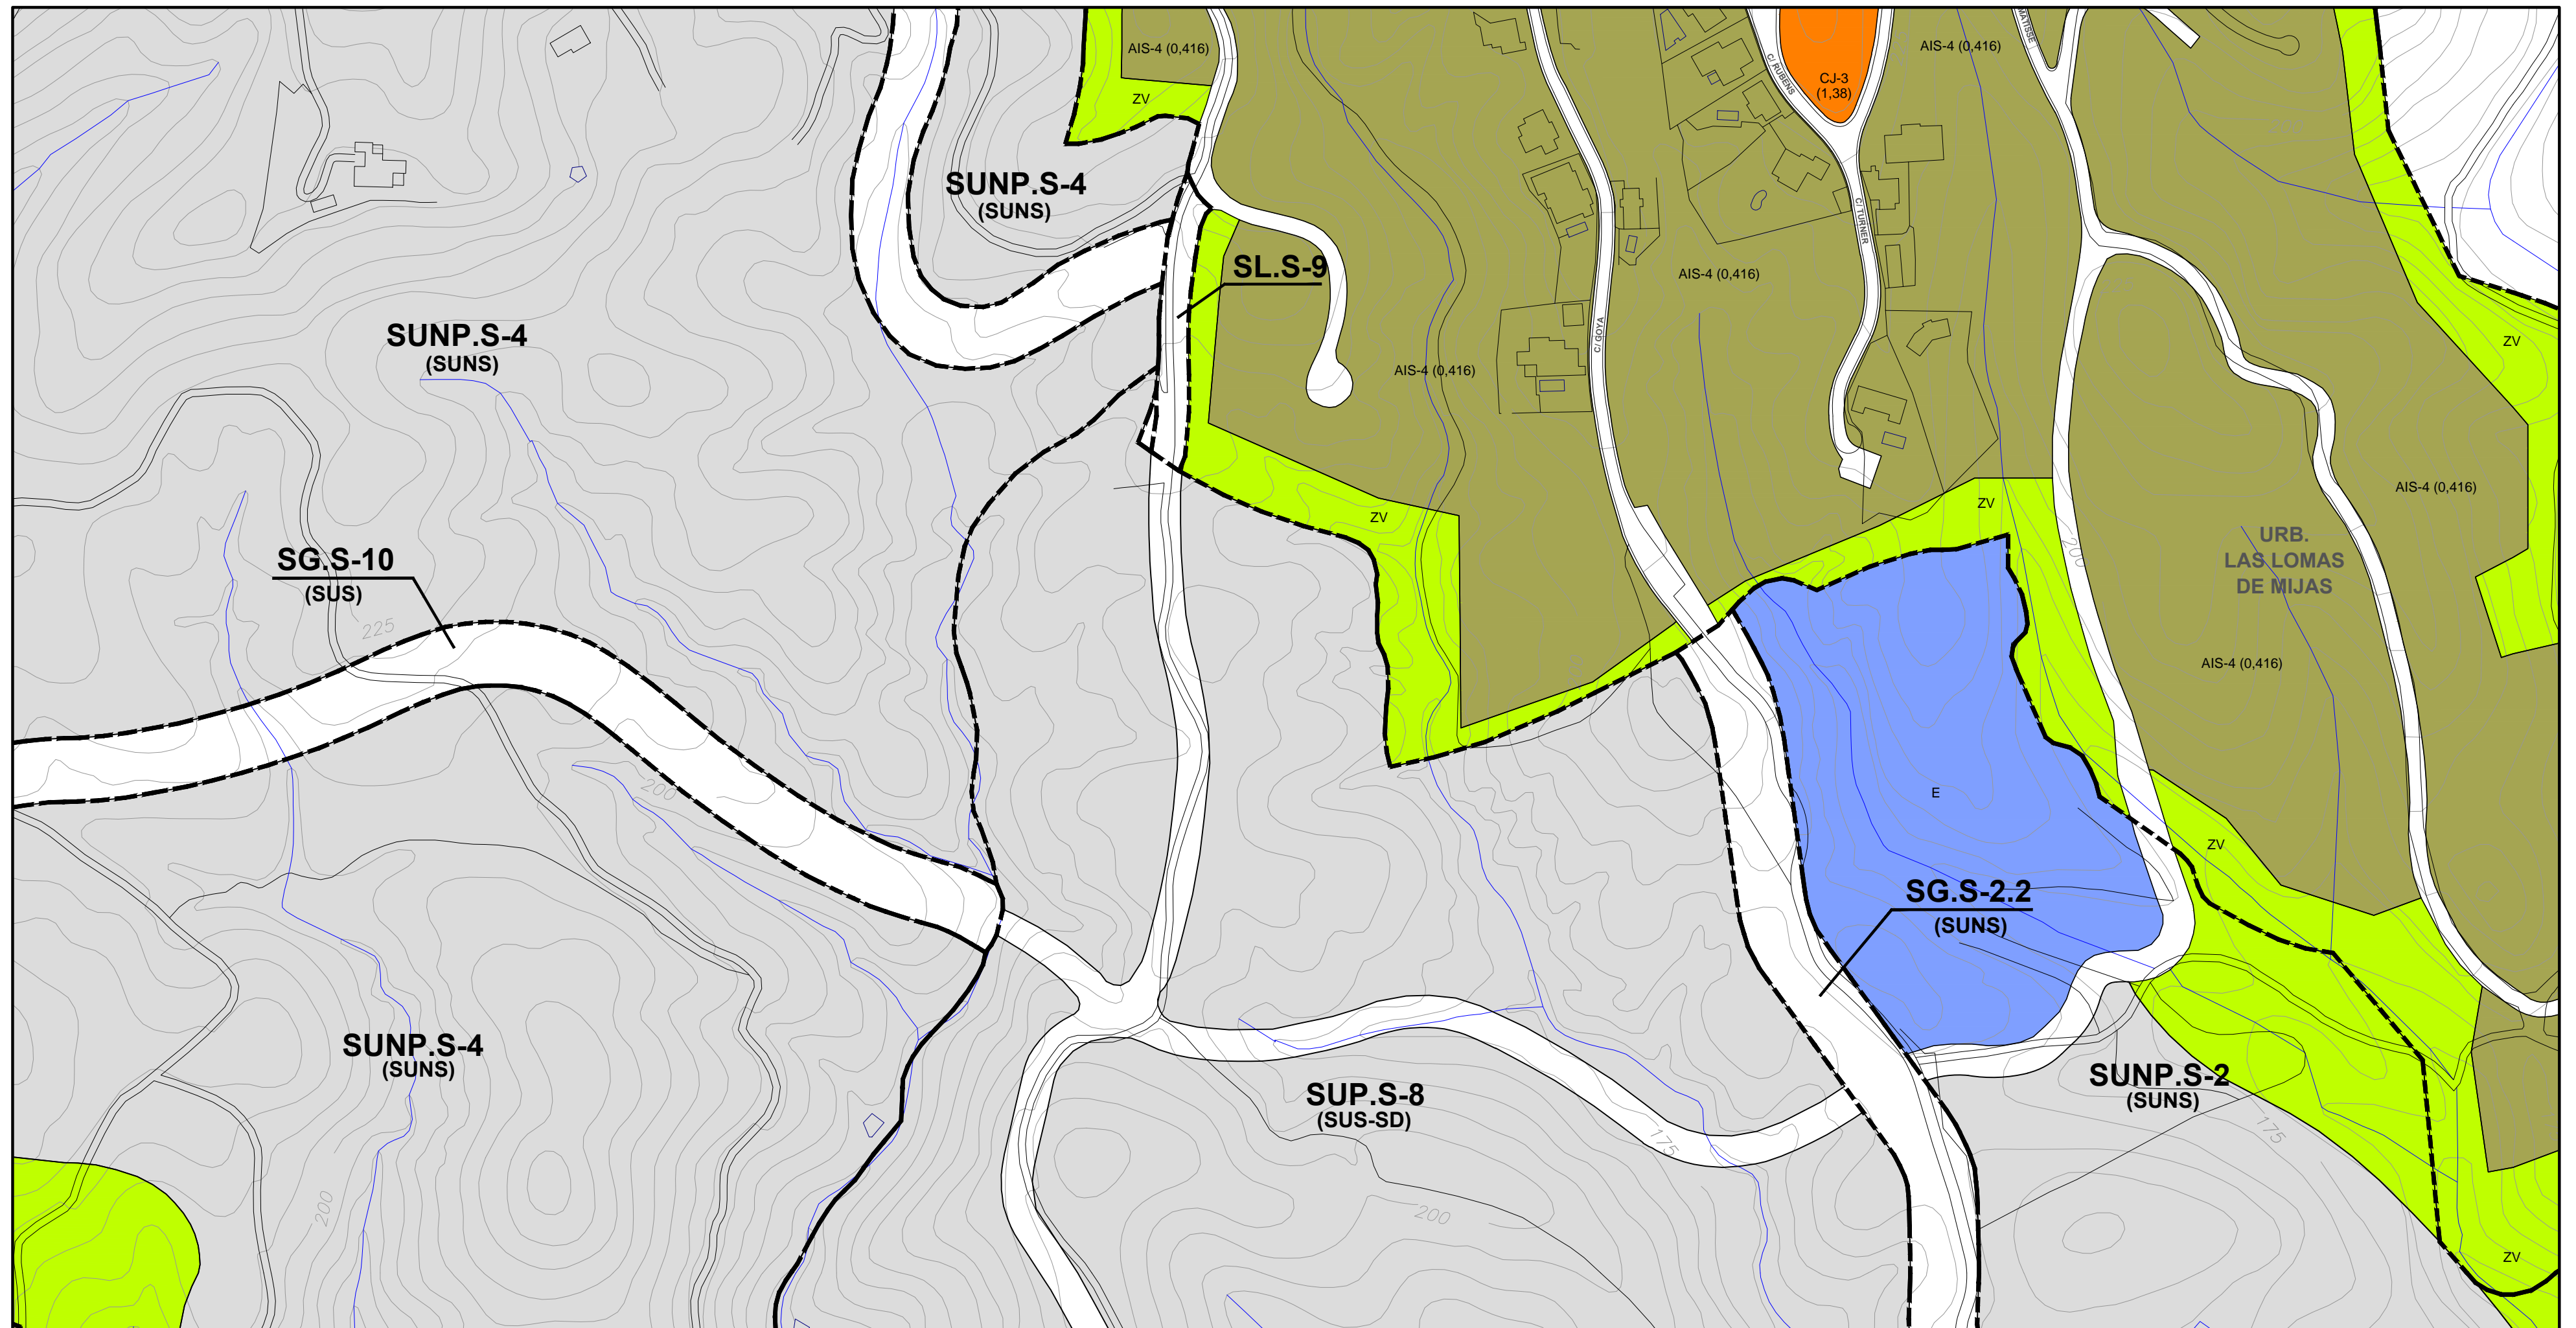 AIS-4 (0,416)
AIS-4 (0,416)
MATISSE
C/ RUBENS
CJ-3
(1,38)
ZV
200
SUNP.S-4
(SUNS)
C/ TURNER
SL.S-9
AIS-4 (0,416)
SUNP.S-4
(SUNS)
C/ GOYA
ZV
AIS-4 (0,416)
AIS-4 (0,416)
ZV
ZV
URB.
LAS LOMAS
DE MIJAS
200
SG.S-10
(SUS)
225
AIS-4 (0,416)
200
E
ZV
SG.S-2.2
(SUNS)
SUNP.S-4
(SUNS)
SUP.S-8
(SUS-SD)
SUNP.S-2
(SUNS)
175
175
200
200
ZV